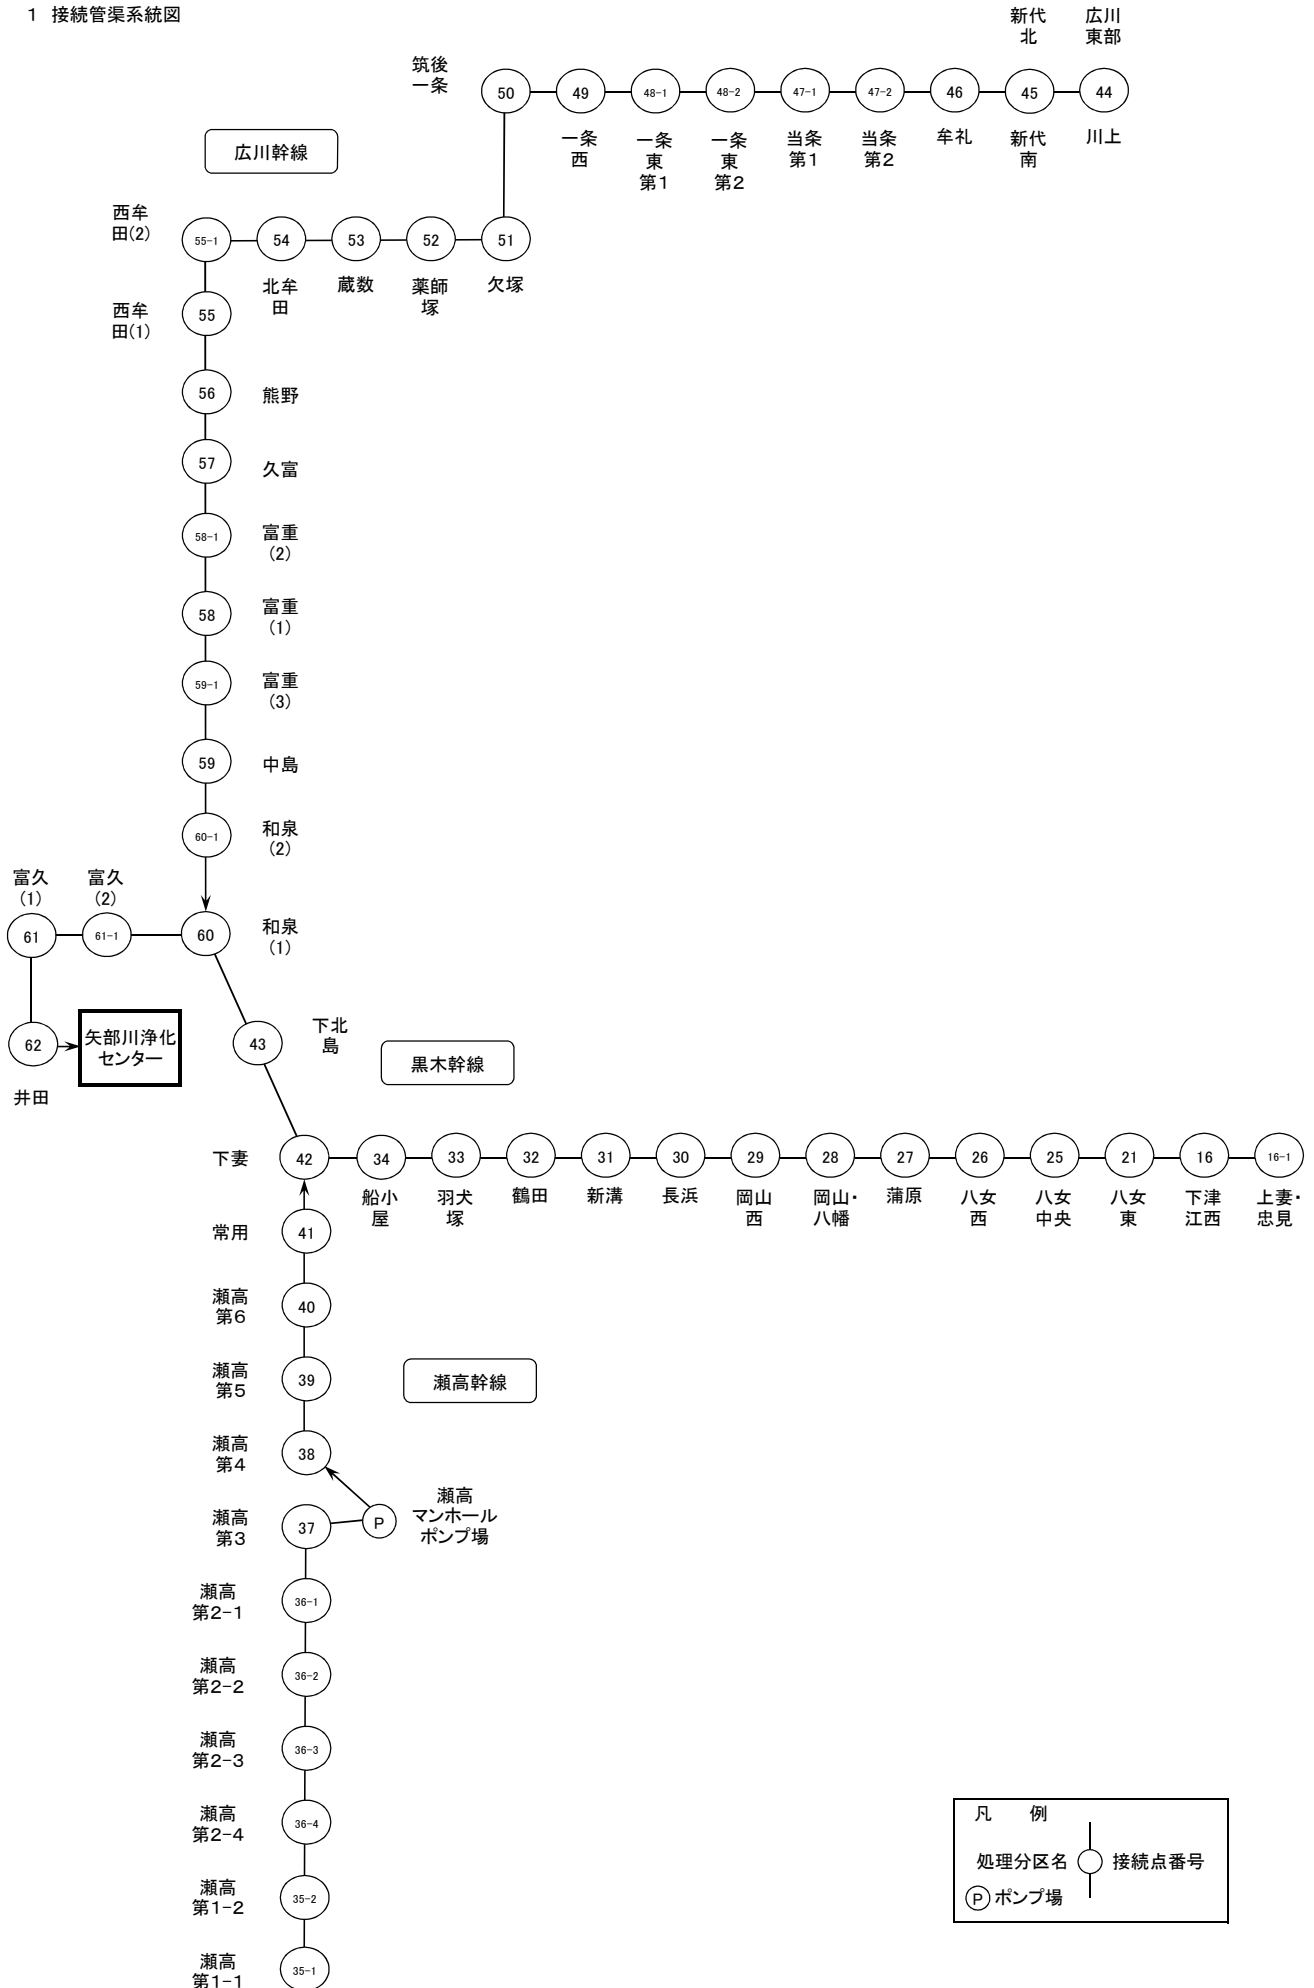 1 接続管渠系統図
新代
北
広川
東部
筑後
一条
50
49
48-1
48-2
47-1
47-2
46
45
44
一条
西
一条
東
第1
一条
東
第2
当条
第1
当条
第2
牟礼
新代
南
川上
広川幹線
西牟
田(2)
55-1
54
53
52
51
北牟
田
蔵数
薬師
塚
欠塚
西牟
田(1)
55
56
熊野
57
久富
58-1
富重
(2)
58
富重
(1)
59-1
富重
(3)
59
中島
60-1
和泉
(2)
富久
(1)
富久
(2)
61
61-1
60
和泉
(1)
62
矢部川浄化
センター
井田
43
下北
島
黒木幹線
下妻
42
34
33
32
31
30
29
28
27
26
25
21
16
16-1
船小
屋
羽犬
塚
鶴田
新溝
長浜
岡山
西
岡山・
八幡
蒲原
八女
西
八女
中央
八女
東
下津
江西
上妻・
忠見
常用
41
瀬高
第6
40
瀬高
第5
39
瀬高幹線
瀬高
第4
38
瀬高
第3
37
P
瀬高
マンホール
ポンプ場
瀬高
第2-1
36-1
瀬高
第2-2
36-2
瀬高
第2-3
36-3
瀬高
第2-4
36-4
瀬高
第1-2
35-2
瀬高
第1-1
35-1
凡 例
処理分区名 接続点番号
P ポンプ場